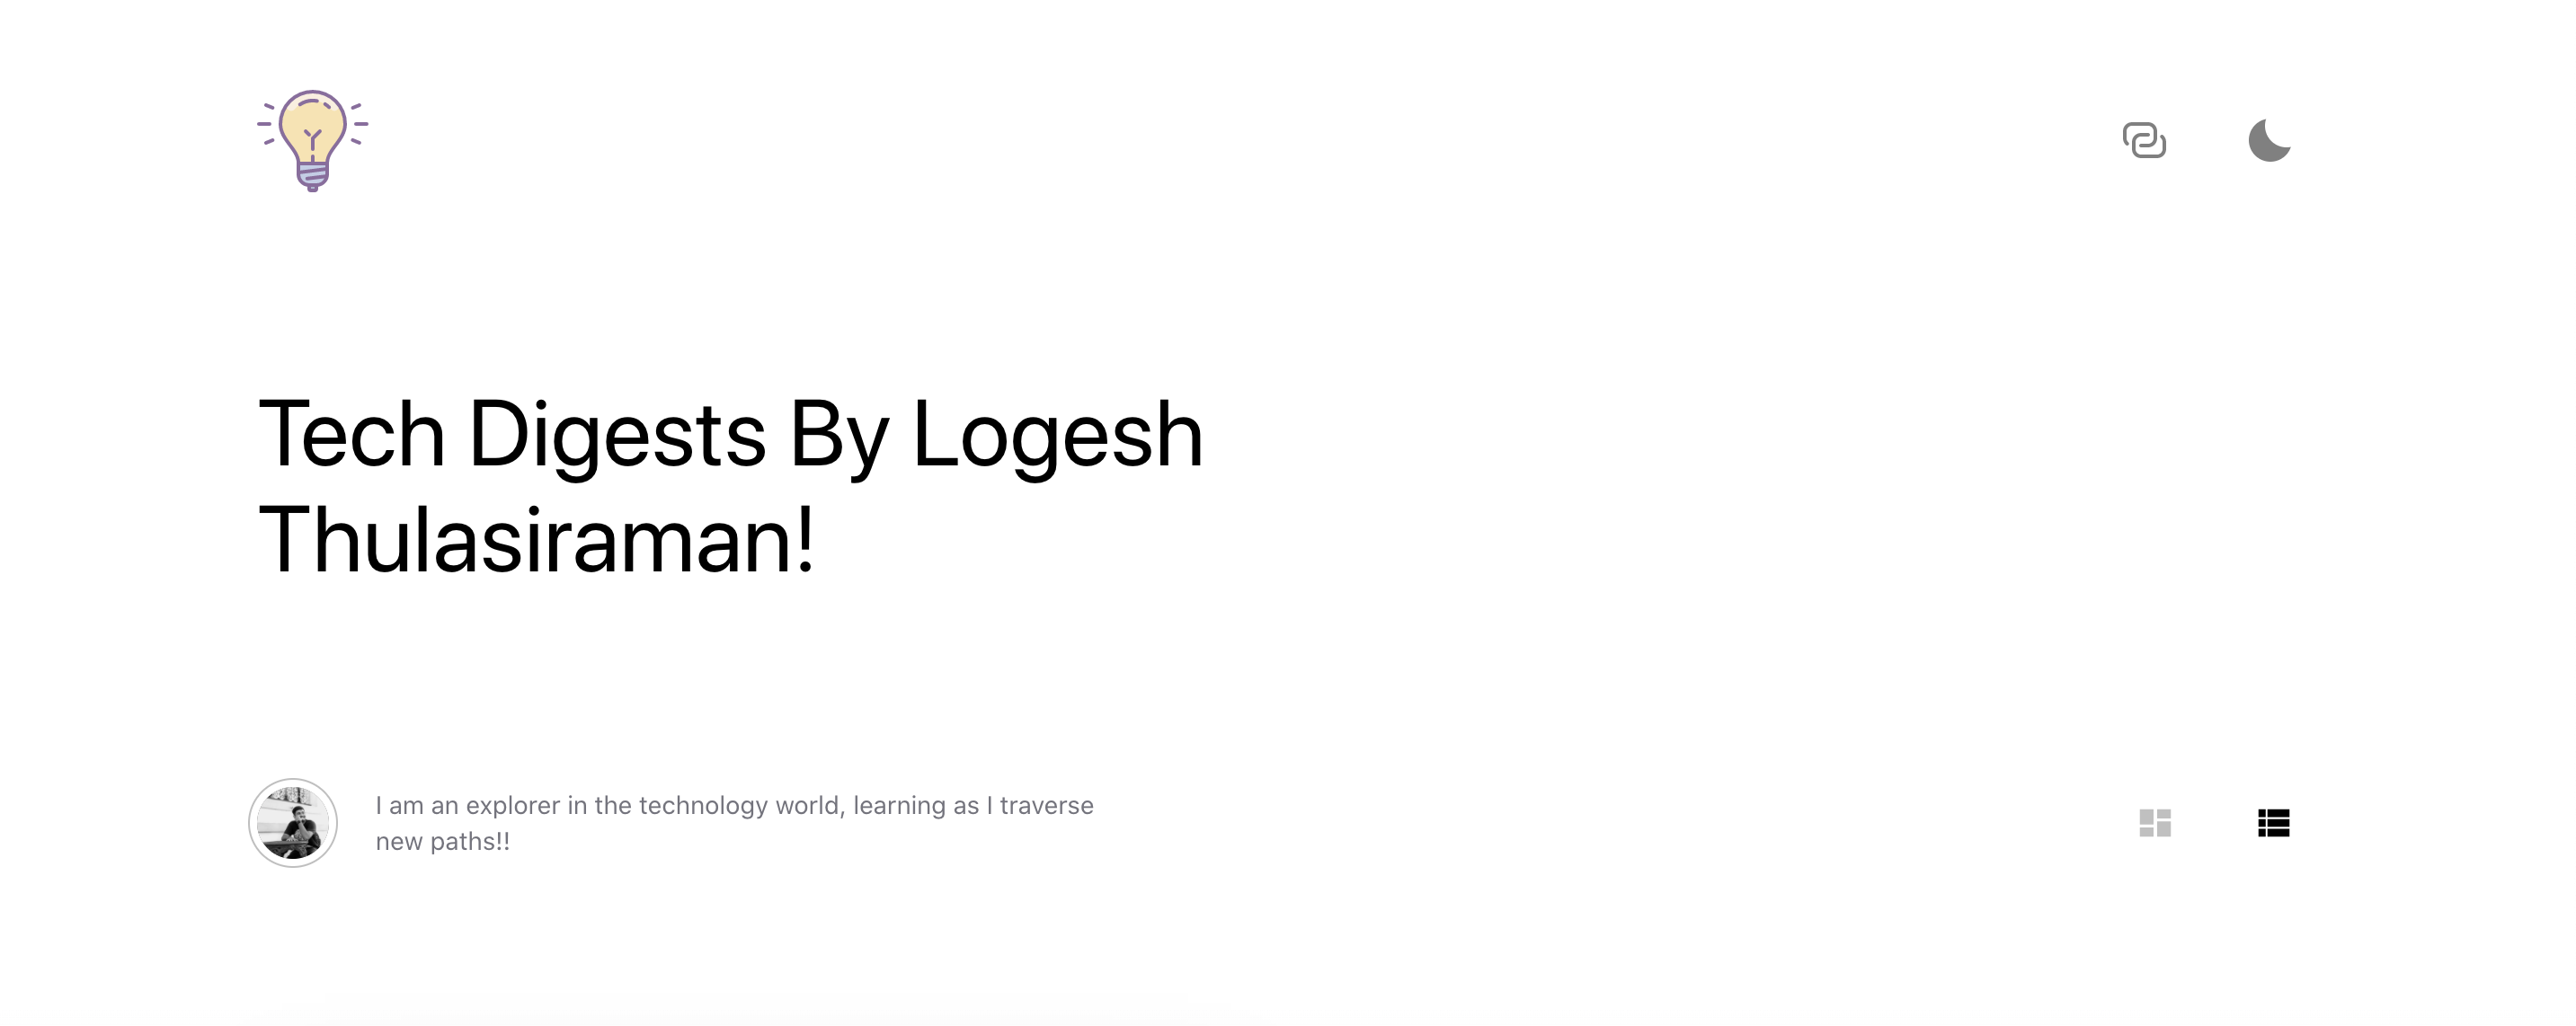 Tech Digests By Logesh
Thulasiraman!
I am an explorer in the technology world, learning as I traverse
new paths!!